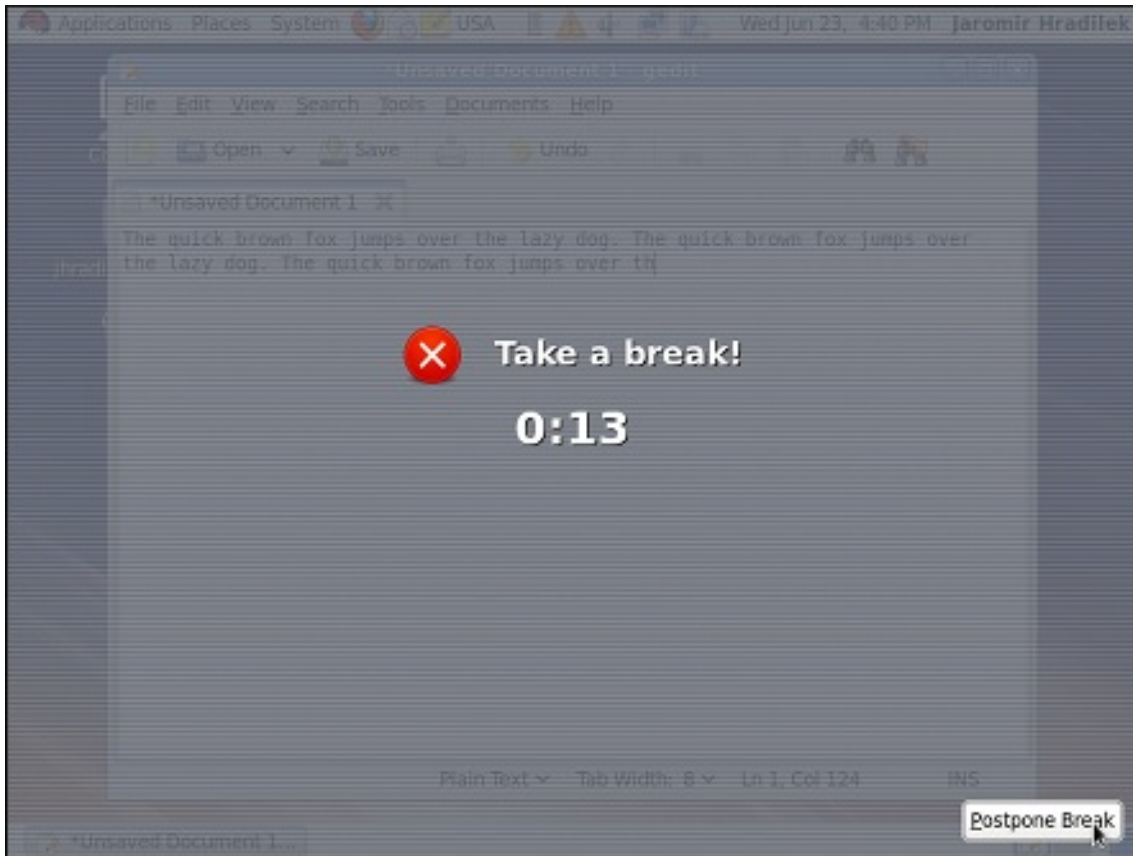 Applications Places System USA Wed Jun 23, 4:40 PM Jaromir Hradilek
*Unsaved Document 1 - gedit
File Edit View Search Tools Documents Help
Open Save Undo
*Unsaved Document 1
The quick brown fox jumps over the lazy dog. The quick brown fox jumps over
the lazy dog. The quick brown fox jumps over th
Take a break!
0:13
Plain Text Tab Width: 8 Ln 1, Col 124 INS
Postpone Break
*Unsaved Document 1...